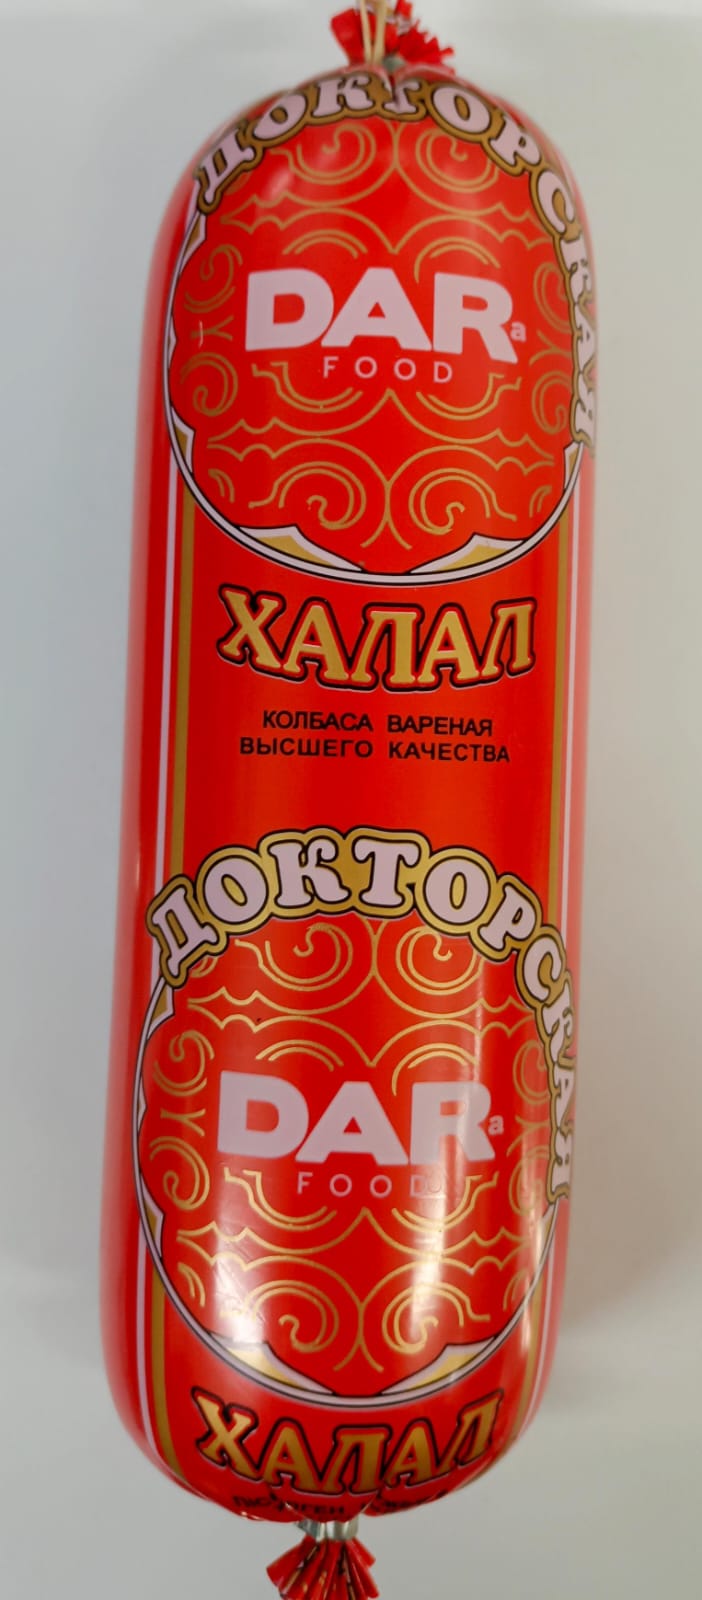 ДОКТОРСКАЯ
DARa
FOOD
ХАЛАЛ
КОЛБАСА ВАРЕНАЯ
ВЫСШЕГО КАЧЕСТВА
ДОКТОРСКАЯ
DARa
FOOD
ХАЛАЛ